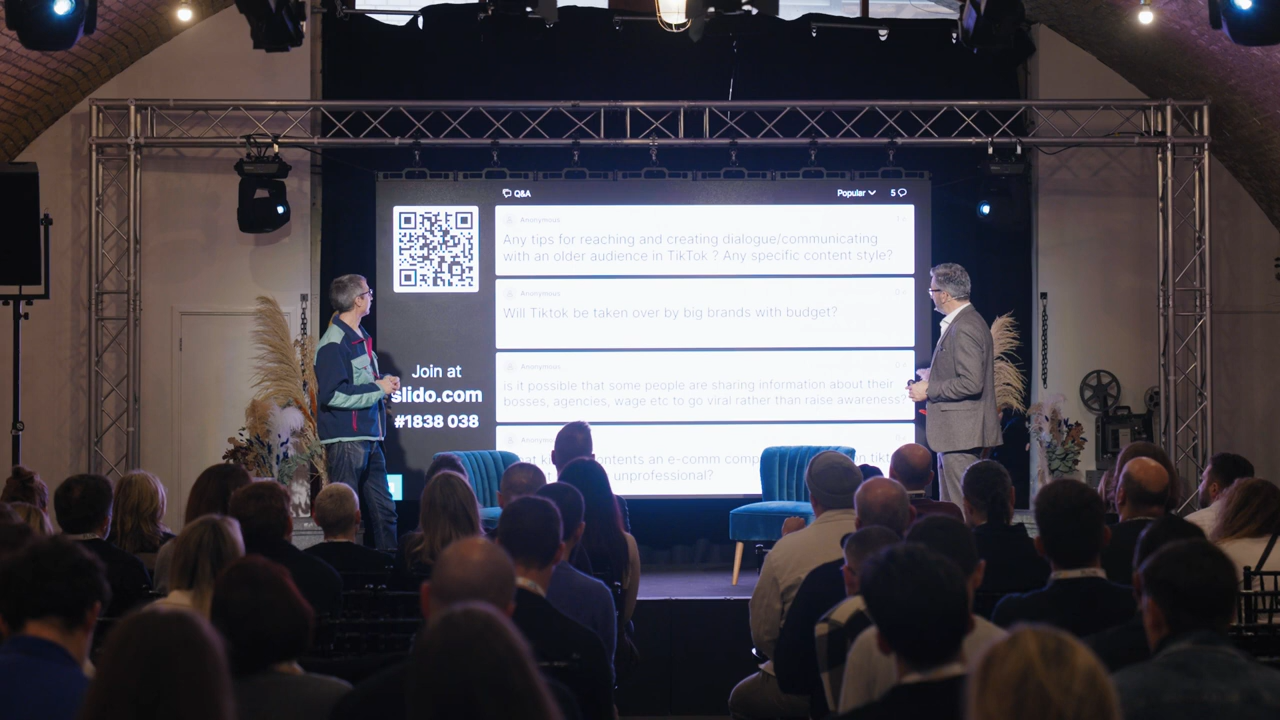 Q&A
Popular
5
Anonymous
Any tips for reaching and creating dialogue/communicating
with an older audience in TikTok ? Any specific content style?
Anonymous
Will Tiktok be taken over by big brands with budget?
Anonymous
is it possible that some people are sharing information about their
bosses, agencies, wage etc to go viral rather than raise awareness?
Anonymous
an e-comm
unprofessional?
Join at
slido.com
#1838 038